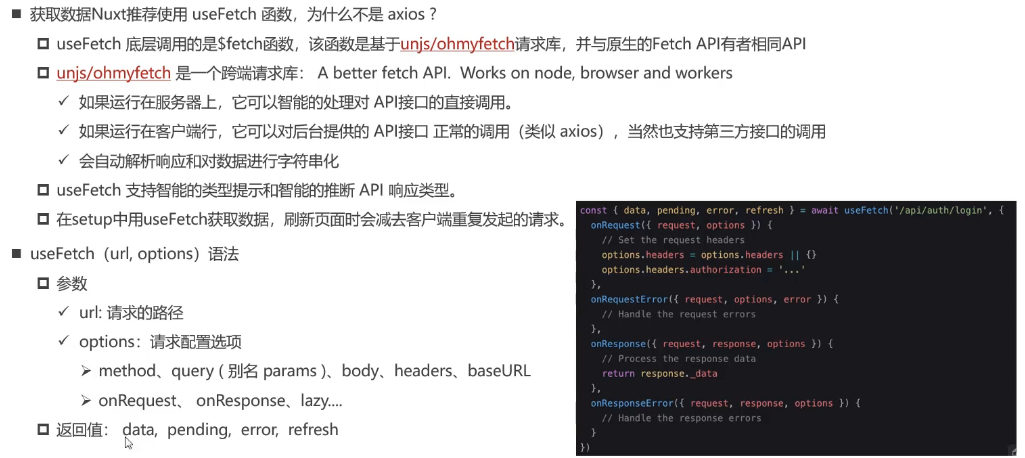 获取数据Nuxt推荐使用 useFetch 函数，为什么不是 axios ?
useFetch 底层调用的是$fetch函数，该函数是基于unjs/ohmyfetch请求库，并与原生的Fetch API有者相同API
unjs/ohmyfetch 是一个跨端请求库： A better fetch API. Works on node, browser and workers
✓ 如果运行在服务器上，它可以智能的处理对 API接口的直接调用。
✓ 如果运行在客户端行，它可以对后台提供的 API接口 正常的调用（类似 axios），当然也支持第三方接口的调用
✓ 会自动解析响应和对数据进行字符串化
useFetch 支持智能的类型提示和智能的推断 API 响应类型。
在setup中用useFetch获取数据，刷新页面时会减去客户端重复发起的请求。
useFetch（url, options）语法
参数
✓ url: 请求的路径
✓ options：请求配置选项
➢ method、query ( 别名 params )、body、headers、baseURL
➢ onRequest、 onResponse、lazy....
返回值： data, pending, error, refresh
const { data, pending, error, refresh } = await useFetch('/api/auth/login', {
onRequest({ request, options }) {
// Set the request headers
options.headers = options.headers || {}
options.headers.authorization = '...'
},
onRequestError({ request, options, error }) {
// Handle the request errors
},
onResponse({ request, response, options }) {
// Process the response data
return response._data
},
onResponseError({ request, response, options }) {
// Handle the response errors
}
})